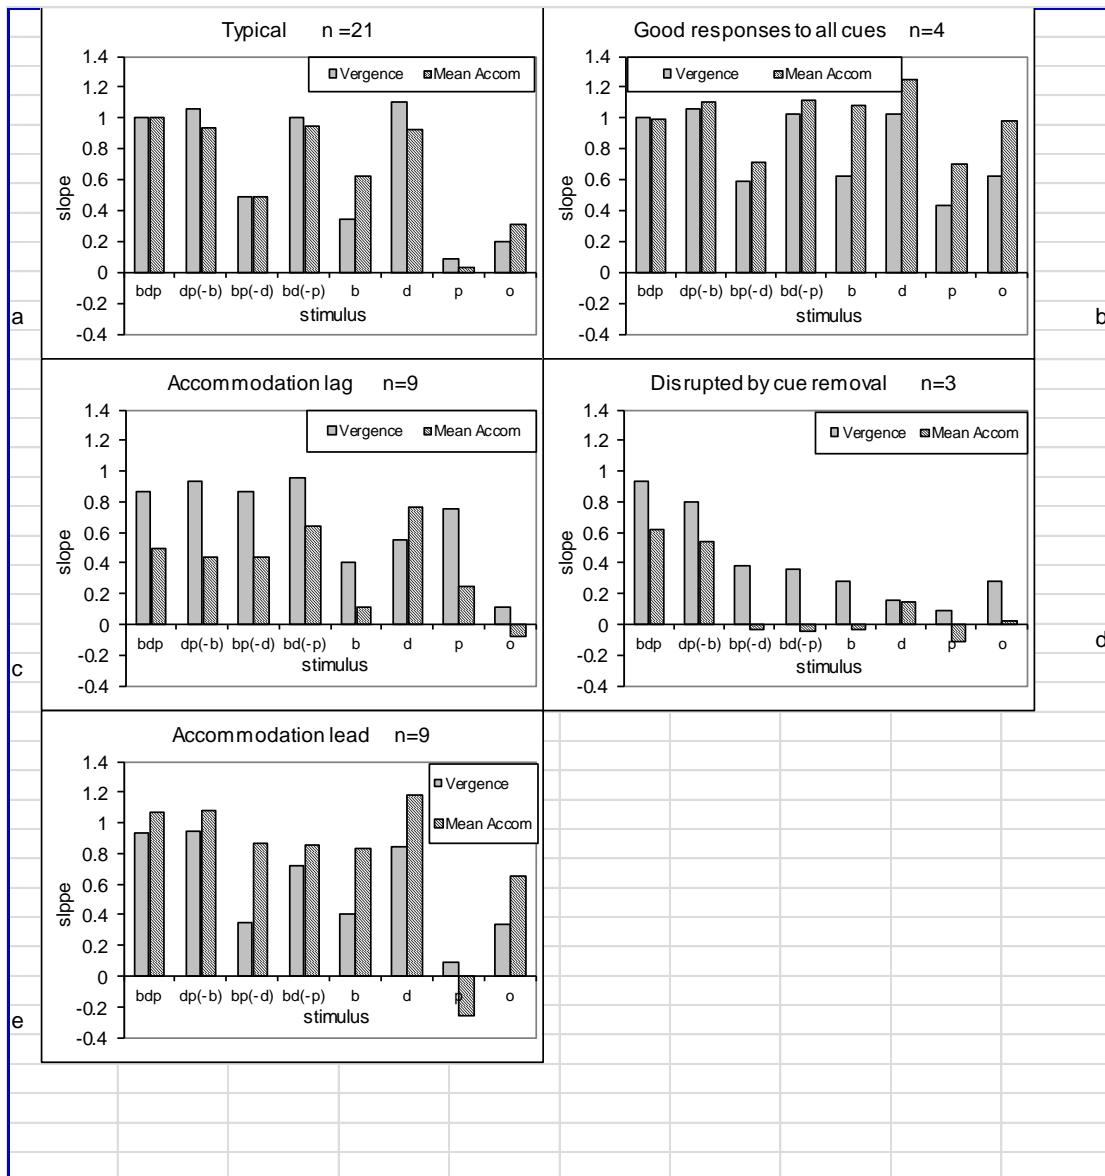 Typical n =21
Vergence Mean Accom
1.4
1.2
1
0.8
0.6
0.4
0.2
0
-0.2
-0.4
slope
bdp dp(-b) bp(-d) bd(-p) b d p o
stimulus
a
Good responses to all cues n=4
Vergence Mean Accom
1.4
1.2
1
0.8
0.6
0.4
0.2
0
-0.2
-0.4
slope
bdp dp(-b) bp(-d) bd(-p) b d p o
stimulus
b
Accommodation lag n=9
Vergence Mean Accom
1.4
1.2
1
0.8
0.6
0.4
0.2
0
-0.2
-0.4
slope
bdp dp(-b) bp(-d) bd(-p) b d p o
stimulus
c
Disrupted by cue removal n=3
Vergence Mean Accom
1.4
1.2
1
0.8
0.6
0.4
0.2
0
-0.2
-0.4
slope
bdp dp(-b) bp(-d) bd(-p) b d p o
stimulus
d
Accommodation lead n=9
Vergence
Mean Accom
1.4
1.2
1
0.8
0.6
0.4
0.2
0
-0.2
-0.4
slppe
bdp dp(-b) bp(-d) bd(-p) b d p o
stimulus
e